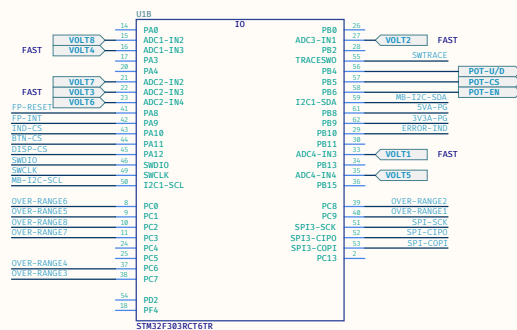 U1B
IO
14 PA0 PB0 26
VOLT8 15 ADC1-IN2 ADC3-IN1 27 VOLT2 FAST
FAST VOLT4 16 ADC1-IN3 PB2 28
17 PA3 TRACESWO 55 SWTRACE
20 PA4 PB4 56 POT-U/D
VOLT7 21 ADC2-IN2 PB5 57 POT-CS
FAST VOLT3 22 ADC2-IN3 PB6 58 POT-EN
VOLT6 23 ADC2-IN4 I2C1-SDA 59 MB-I2C-SDA
FP-RESET 41 PA8 PB8 61 5VA-PG
FP-INT 42 PA9 PB9 62 3V3A-PG
IND-CS 43 PA10 PB10 29 ERROR-IND
BTN-CS 44 PA11 PB11 30
DISP-CS 45 PA12 ADC4-IN3 33 VOLT1 FAST
SWDIO 46 SWDIO PB13 34
SWCLK 49 SWCLK ADC4-IN4 35 VOLT5
MB-I2C-SCL 50 I2C1-SCL PB15 36
OVER-RANGE6 8 PC0 PC8 39 OVER-RANGE2
OVER-RANGE5 9 PC1 PC9 40 OVER-RANGE1
OVER-RANGE8 10 PC2 SPI3-SCK 51 SPI-SCK
OVER-RANGE7 11 PC3 SPI3-CIPO 52 SPI-CIPO
24 PC4 SPI3-COPI 53 SPI-COPI
25 PC5 PC13 2
OVER-RANGE4 37 PC6
OVER-RANGE3 38 PC7
54 PD2
18 PF4
STM32F303RCT6TR